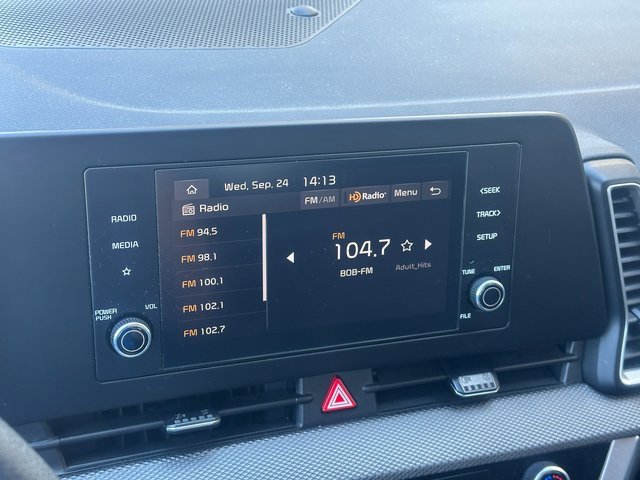 Wed, Sep. 24 14:13
Radio
FM/AM
HD Radio
Menu
FM 94.5
FM 98.1
FM 100.1
FM 102.1
FM 102.7
FM
104.7
BOB-FM
Adult_Hits
RADIO
MEDIA
POWER
PUSH
VOL
<SEEK
TRACK>
SETUP
TUNE
ENTER
FILE